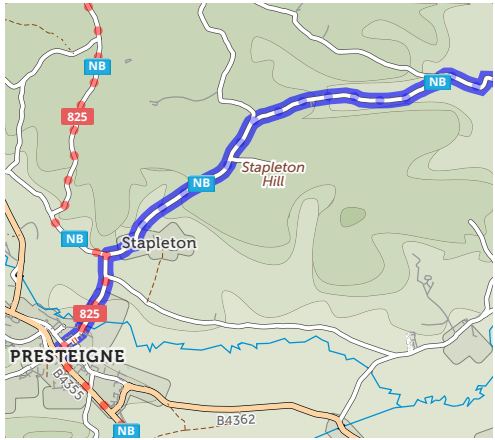 NB
NB
825
Stapleton
Hill
NB
NB
Stapleton
825
PRESTEIGNE
B4355
B4362
NB